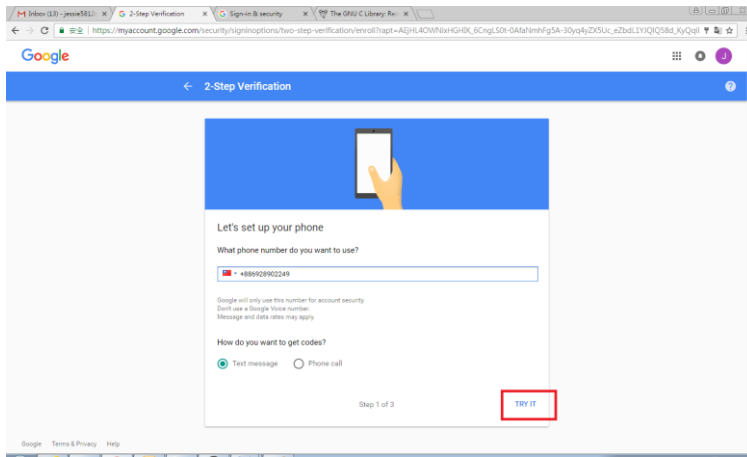 Inbox (13) - jessie5812
2-Step Verification
Sign-in & security
The GNU C Library: Re
安全 | https://myaccount.google.com/security/signinoptions/two-step-verification/enroll?rapt=
Google
J
2-Step Verification
Let's set up your phone
What phone number do you want to use?
+886928902249
Google will only use this number for account security.
Don't use a Google Voice number.
Message and data rates may apply.
How do you want to get codes?
Text message
Phone call
Step 1 of 3
TRY IT
Google Terms & Privacy Help